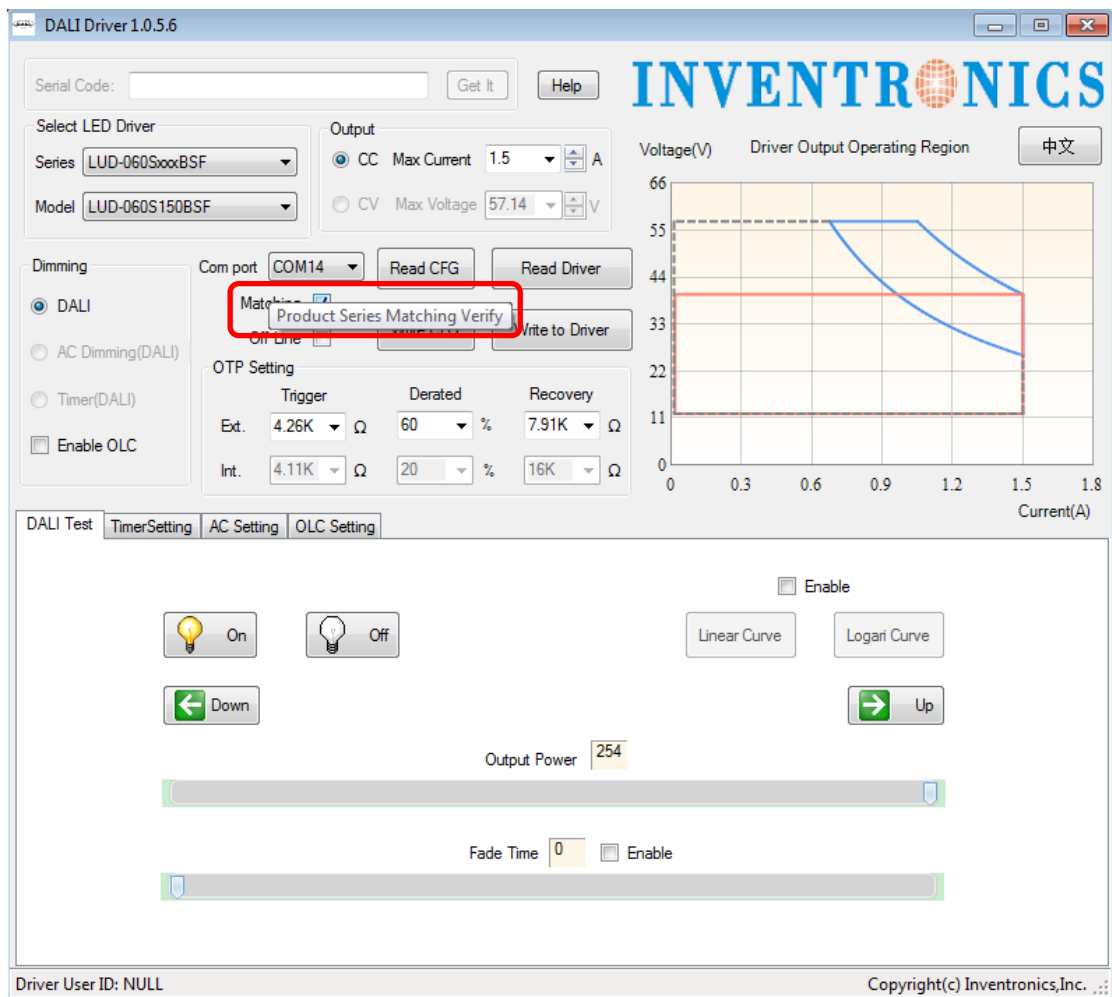 DALI Driver 1.0.5.6
Serial Code: Get It Help
INVENTRONICS
Select LED Driver
Series LUD-060SxxxBSF
Model LUD-060S150BSF
Output
CC Max Current 1.5 A
CV Max Voltage 57.14 V
Voltage(V) Driver Output Operating Region 中文
66
55
44
33
22
11
0
0 0.3 0.6 0.9 1.2 1.5 1.8
Current(A)
Dimming
DALI
AC Dimming(DALI)
Timer(DALI)
Enable OLC
Com port COM14 Read CFG Read Driver
Matching
Product Series Matching Verify
Off Line Write CFG Write to Driver
OTP Setting
Trigger Derated Recovery
Ext. 4.26K Ω 60 % 7.91K Ω
Int. 4.11K Ω 20 % 16K Ω
DALI Test TimerSetting AC Setting OLC Setting
Enable
On Off Linear Curve Logari Curve
Down Up
Output Power 254
Fade Time 0 Enable
Driver User ID: NULL Copyright(c) Inventronics,Inc.